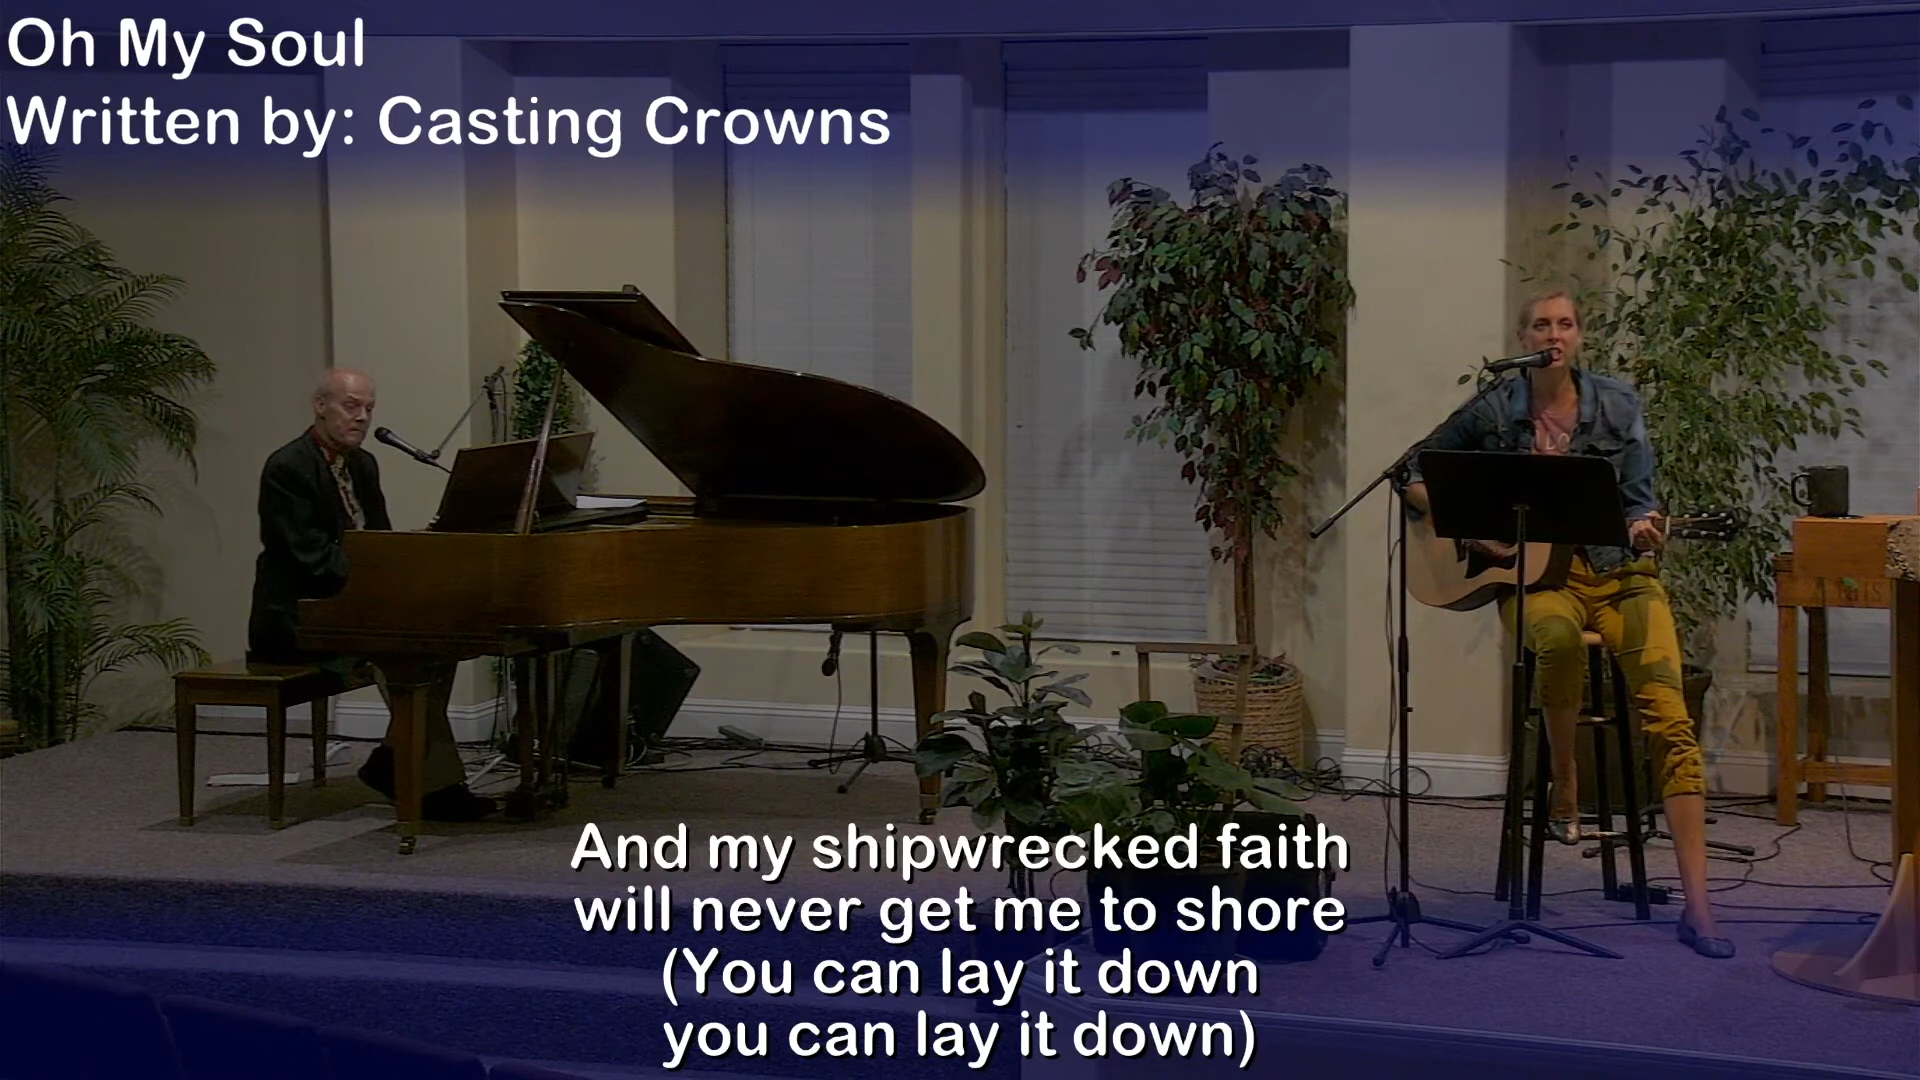 Oh My Soul
Written by: Casting Crowns
LO
And my shipwrecked faith
will never get me to shore
(You can lay it down
you can lay it down)